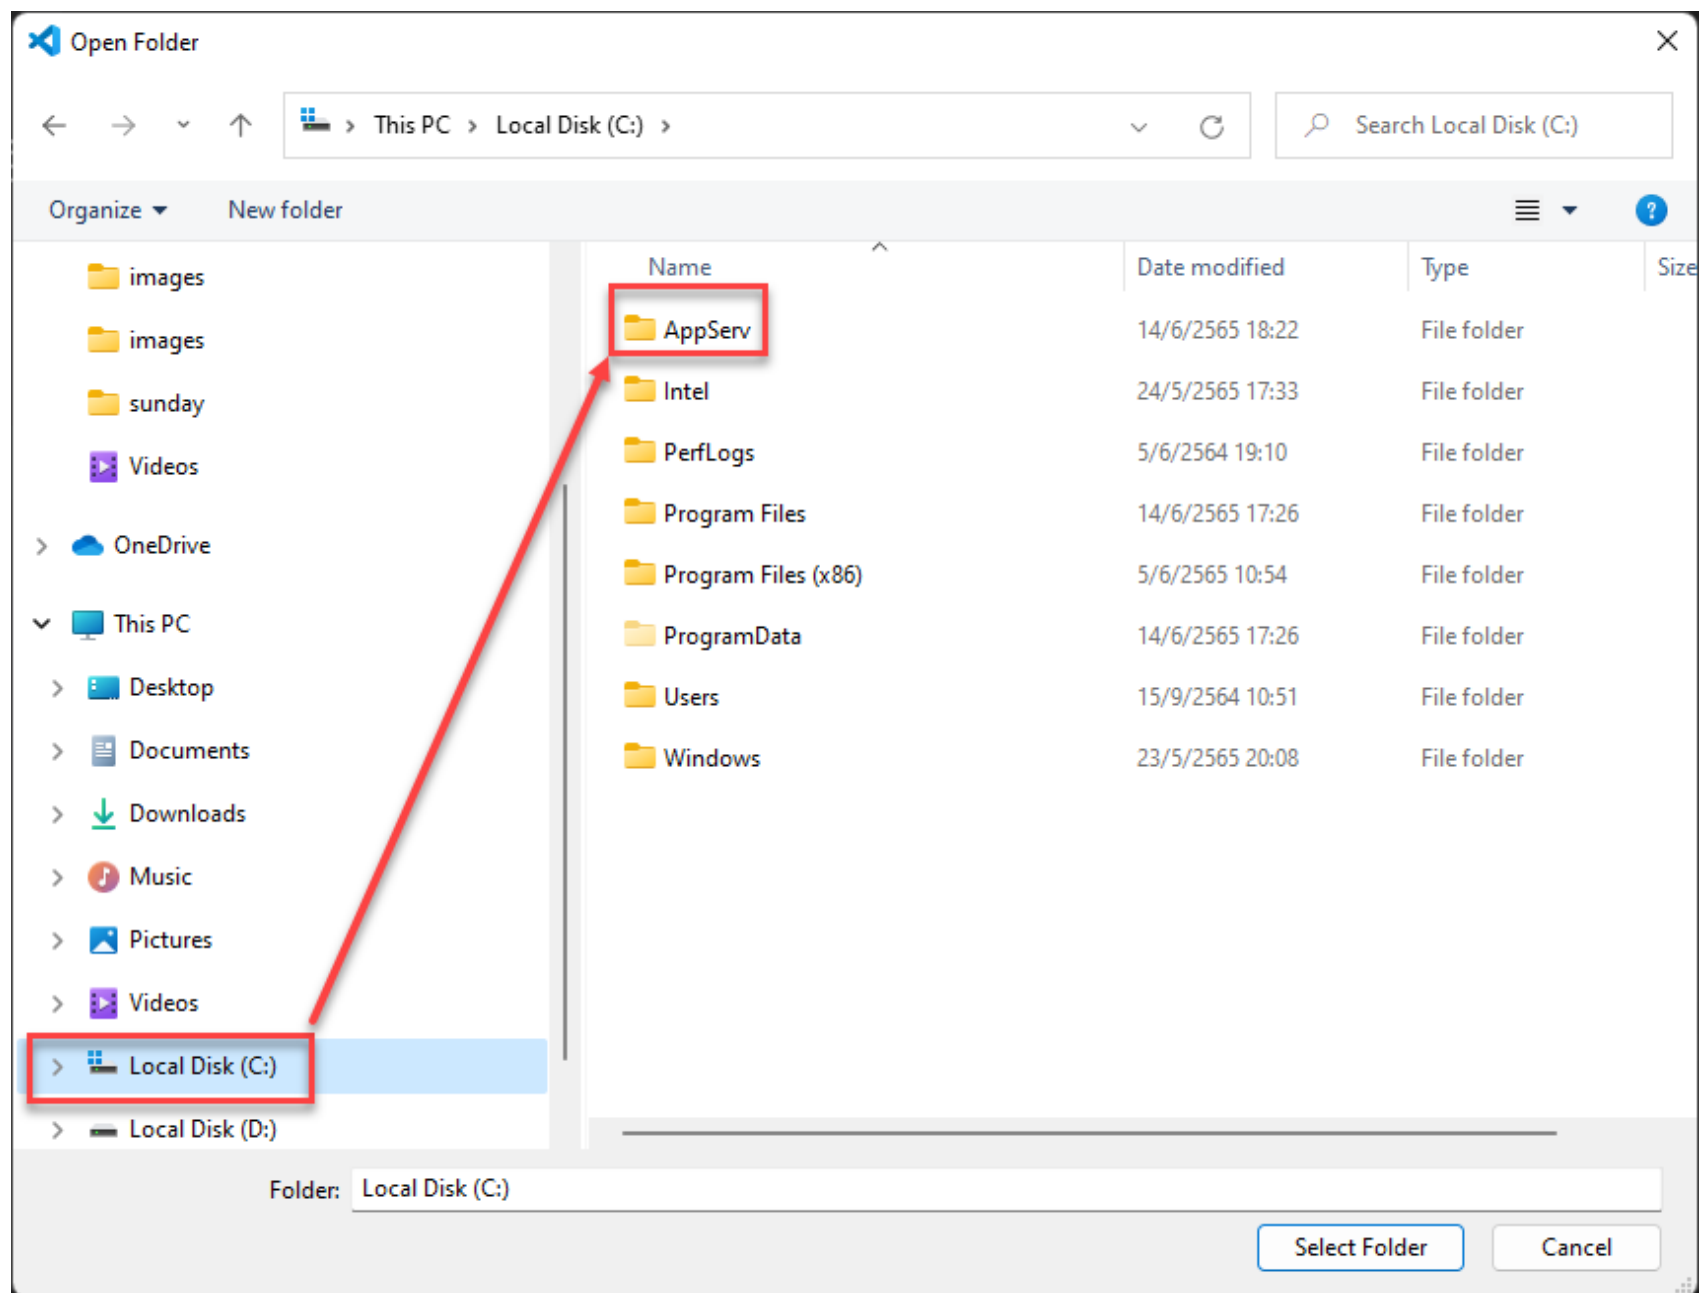 Open Folder
This PC Local Disk (C:)
Search Local Disk (C:)
Organize
New folder
images
images
sunday
Videos
OneDrive
This PC
Desktop
Documents
Downloads
Music
Pictures
Videos
Local Disk (C:)
Local Disk (D:)
Name Date modified Type Size
AppServ 14/6/2565 18:22 File folder
Intel 24/5/2565 17:33 File folder
PerfLogs 5/6/2564 19:10 File folder
Program Files 14/6/2565 17:26 File folder
Program Files (x86) 5/6/2565 10:54 File folder
ProgramData 14/6/2565 17:26 File folder
Users 15/9/2564 10:51 File folder
Windows 23/5/2565 20:08 File folder
Folder: Local Disk (C:)
Select Folder
Cancel